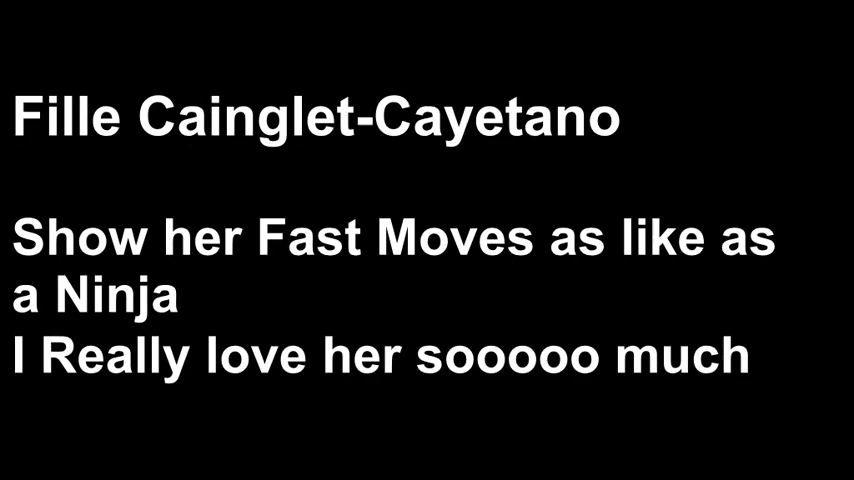 Fille Cainglet-Cayetano
Show her Fast Moves as like as
a Ninja
I Really love her sooooo much